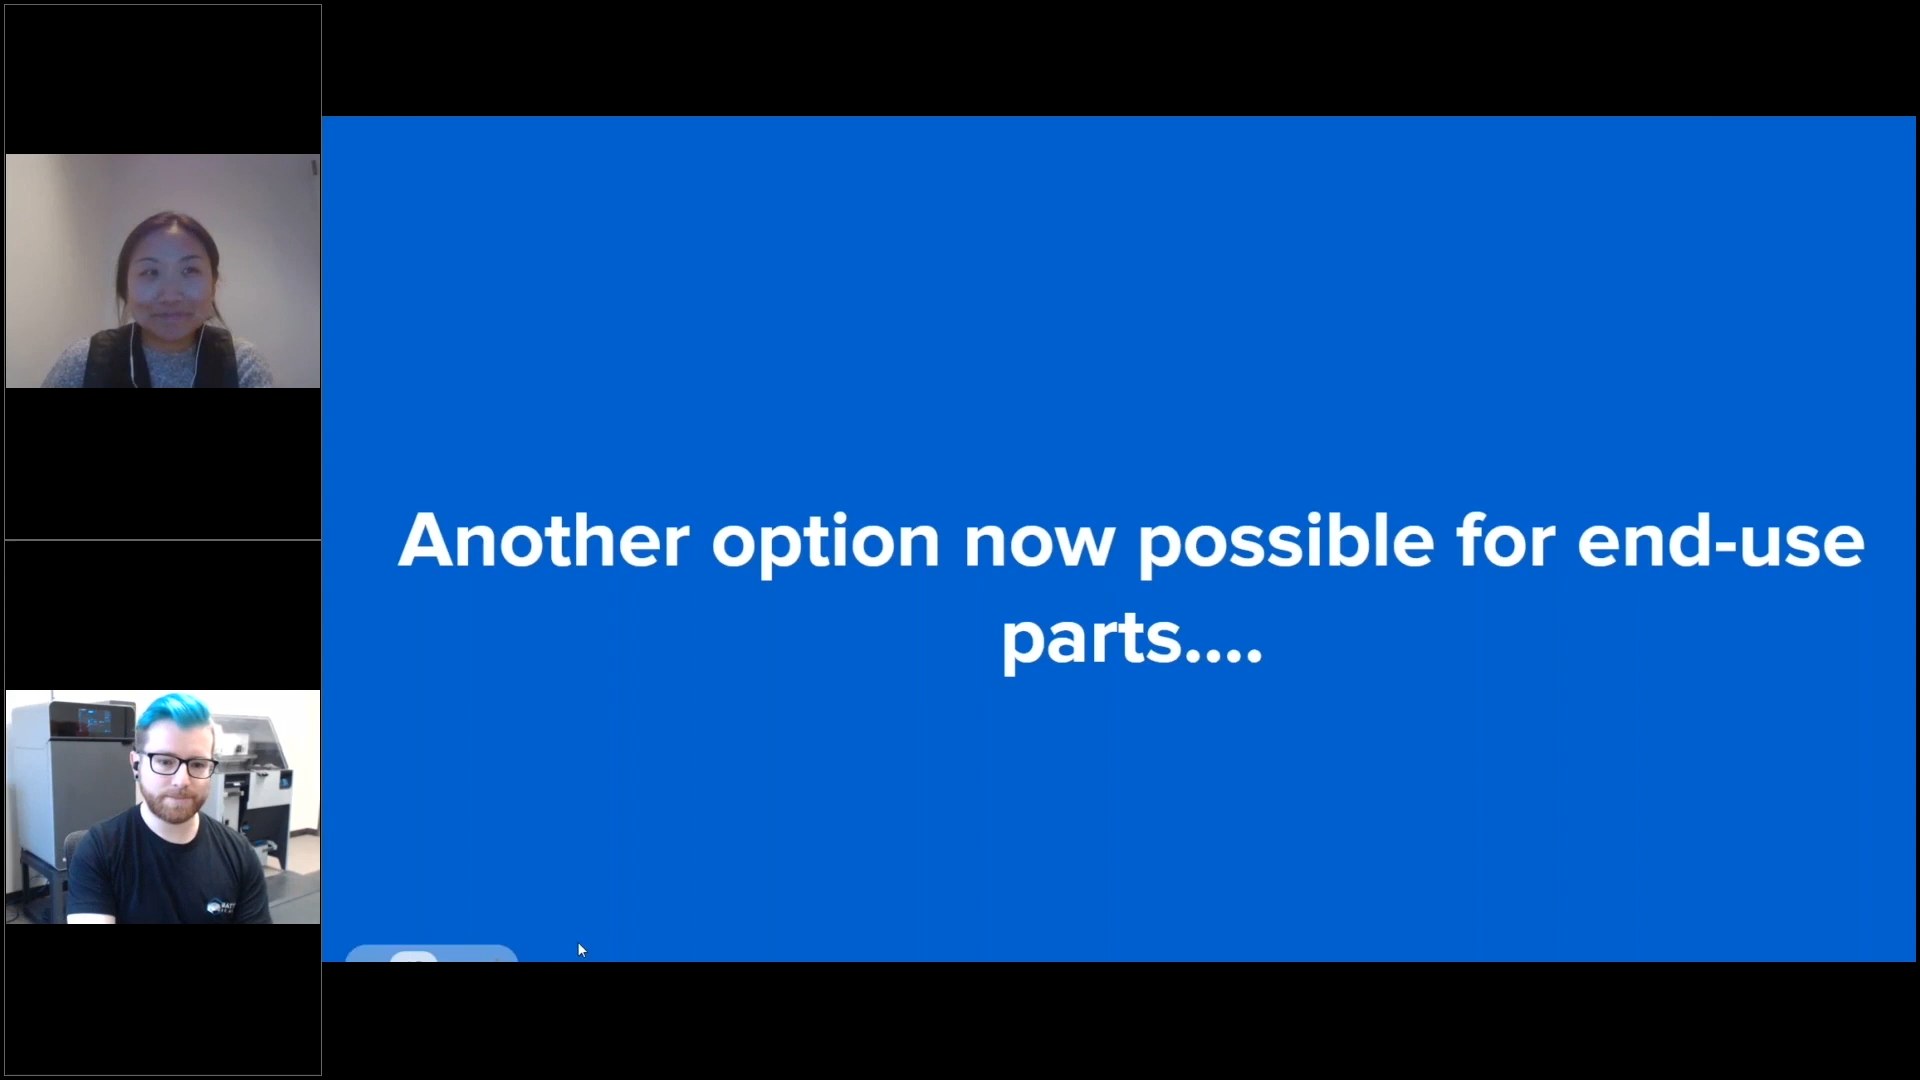 Another option now possible for end-use
parts....